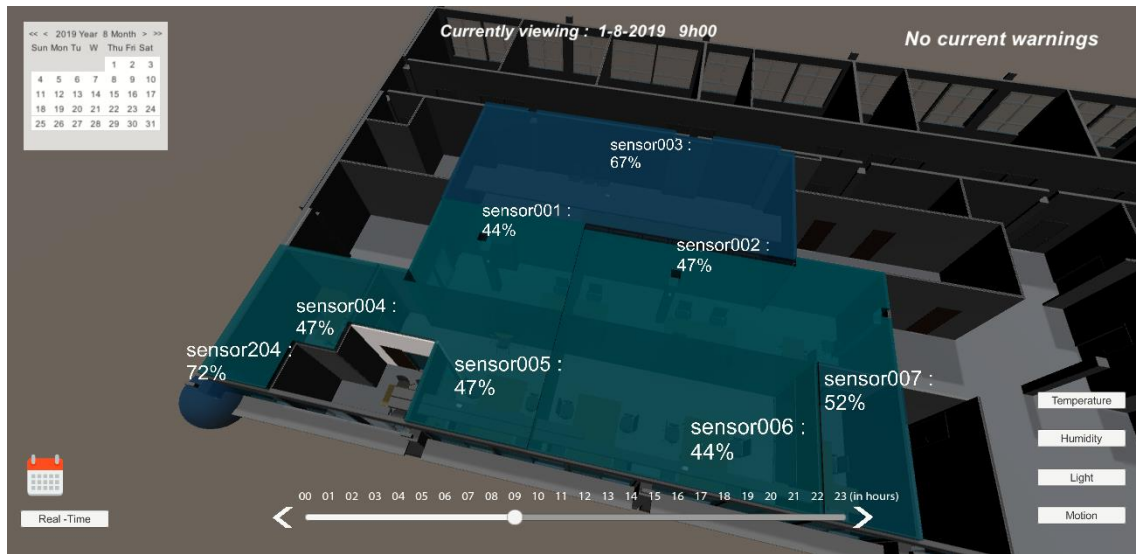 << < 2019 Year 8 Month > >>
Sun Mon Tu W Thu Fri Sat
1 2 3
4 5 6 7 8 9 10
11 12 13 14 15 16 17
18 19 20 21 22 23 24
25 26 27 28 29 30 31
Currently viewing : 1-8-2019 9h00
No current warnings
sensor003 :
67%
sensor001 :
44%
sensor002 :
47%
sensor004 :
47%
sensor204 :
72%
sensor005 :
47%
sensor007 :
52%
sensor006 :
44%
Temperature
Humidity
Light
Motion
00 01 02 03 04 05 06 07 08 09 10 11 12 13 14 15 16 17 18 19 20 21 22 23 (in hours)
Real -Time